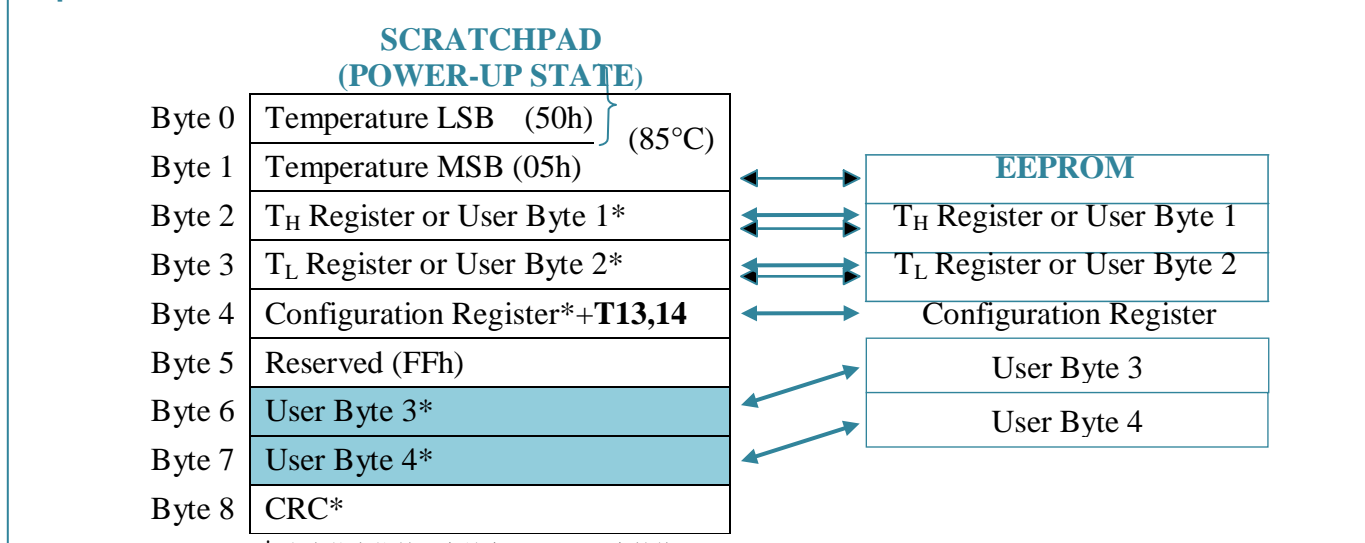 SCRATCHPAD
(POWER-UP STATE)
Byte 0 Temperature LSB (50h)
(85°C)
Byte 1 Temperature MSB (05h) EEPROM
Byte 2 TH Register or User Byte 1* TH Register or User Byte 1
Byte 3 TL Register or User Byte 2* TL Register or User Byte 2
Byte 4 Configuration Register*+T13,14 Configuration Register
Byte 5 Reserved (FFh) User Byte 3
Byte 6 User Byte 3* User Byte 4
Byte 7 User Byte 4*
Byte 8 CRC*